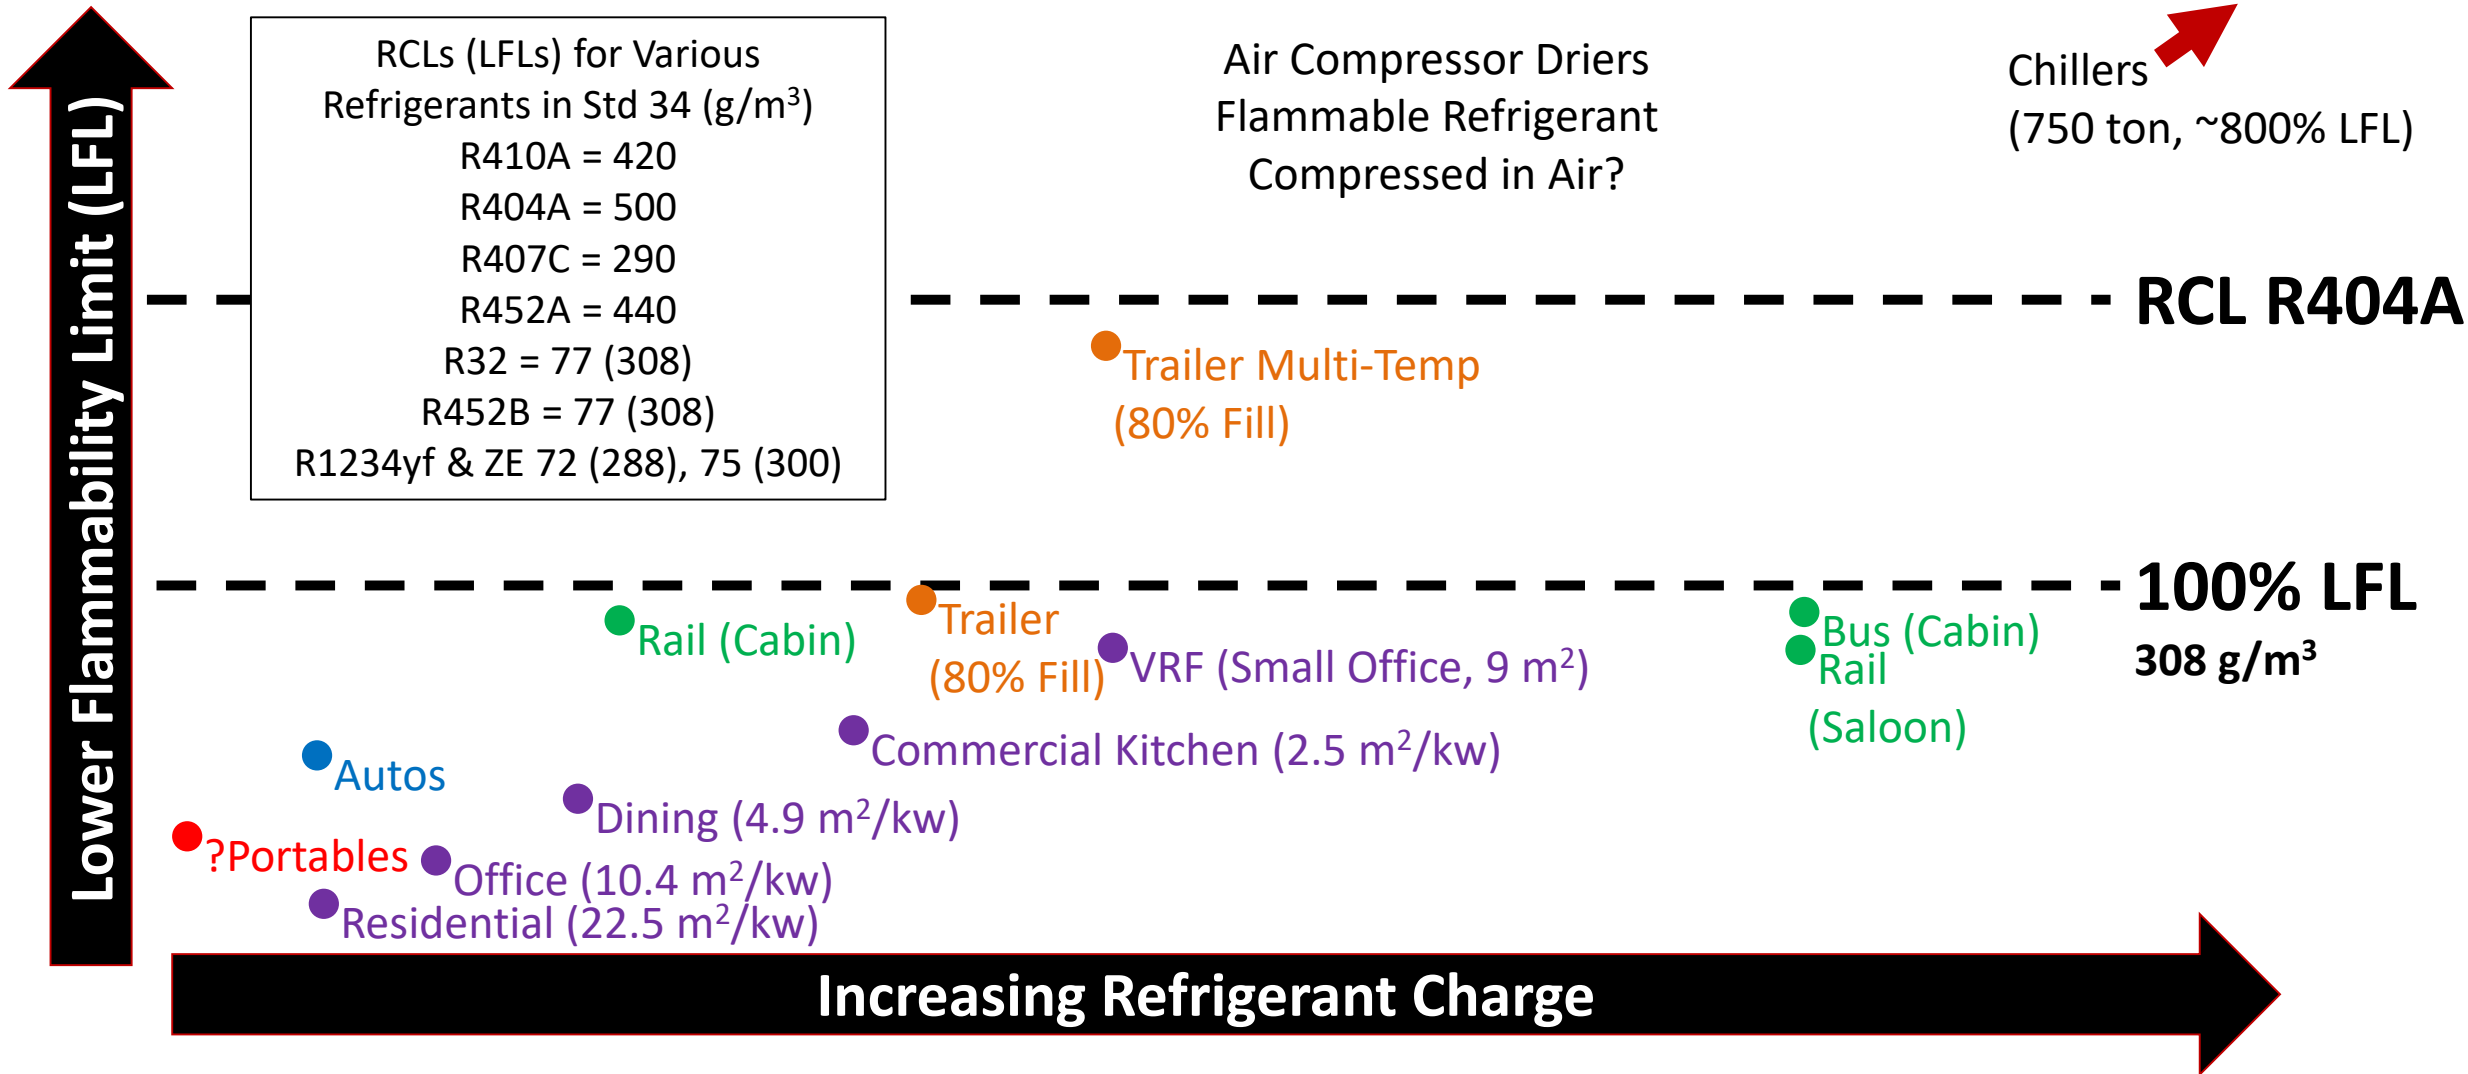 Lower Flammability Limit (LFL)
RCLs (LFLs) for Various
Refrigerants in Std 34 (g/m³)
R410A = 420
R404A = 500
R407C = 290
R452A = 440
R32 = 77 (308)
R452B = 77 (308)
R1234yf & ZE 72 (288), 75 (300)
Air Compressor Driers
Flammable Refrigerant
Compressed in Air?
Chillers
(750 ton, ~800% LFL)
RCL R404A
Trailer Multi-Temp
(80% Fill)
100% LFL
308 g/m³
Rail (Cabin)
Trailer
(80% Fill)
VRF (Small Office, 9 m²)
Bus (Cabin)
Rail
(Saloon)
Commercial Kitchen (2.5 m²/kw)
Autos
Dining (4.9 m²/kw)
?Portables
Office (10.4 m²/kw)
Residential (22.5 m²/kw)
Increasing Refrigerant Charge